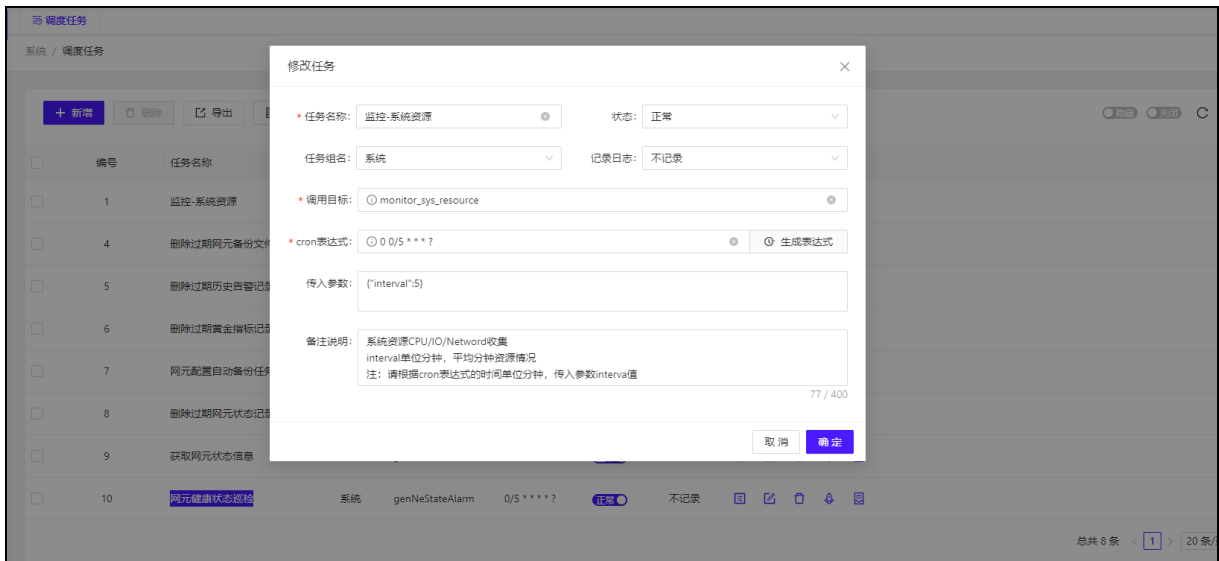 调度任务
系统 / 调度任务
修改任务
+ 新增 删除 导出
启用 关闭
* 任务名称: 监控-系统资源 状态: 正常
任务组名: 系统 记录日志: 不记录
* 调用目标: monitor_sys_resource
* cron表达式: 0 0/5 * * * ? 生成表达式
传入参数: {"interval":5}
备注说明: 系统资源CPU/IO/Netword收集
interval单位分钟，平均分钟资源情况
注：请根据cron表达式的时间单位分钟，传入参数interva值
77 / 400
取消 确定
编号 任务名称
1 监控-系统资源
4 删除过期网元备份文件
5 删除过期历史告警记录
6 删除过期黄金指标记录
7 网元配置自动备份任务
8 删除过期网元状态记录
9 获取网元状态信息
10 网元健康状态巡检 系统 genNeStateAlarm 0/5 * * * * ? 正常 不记录
总共 8 条 < 1 > 20 条/